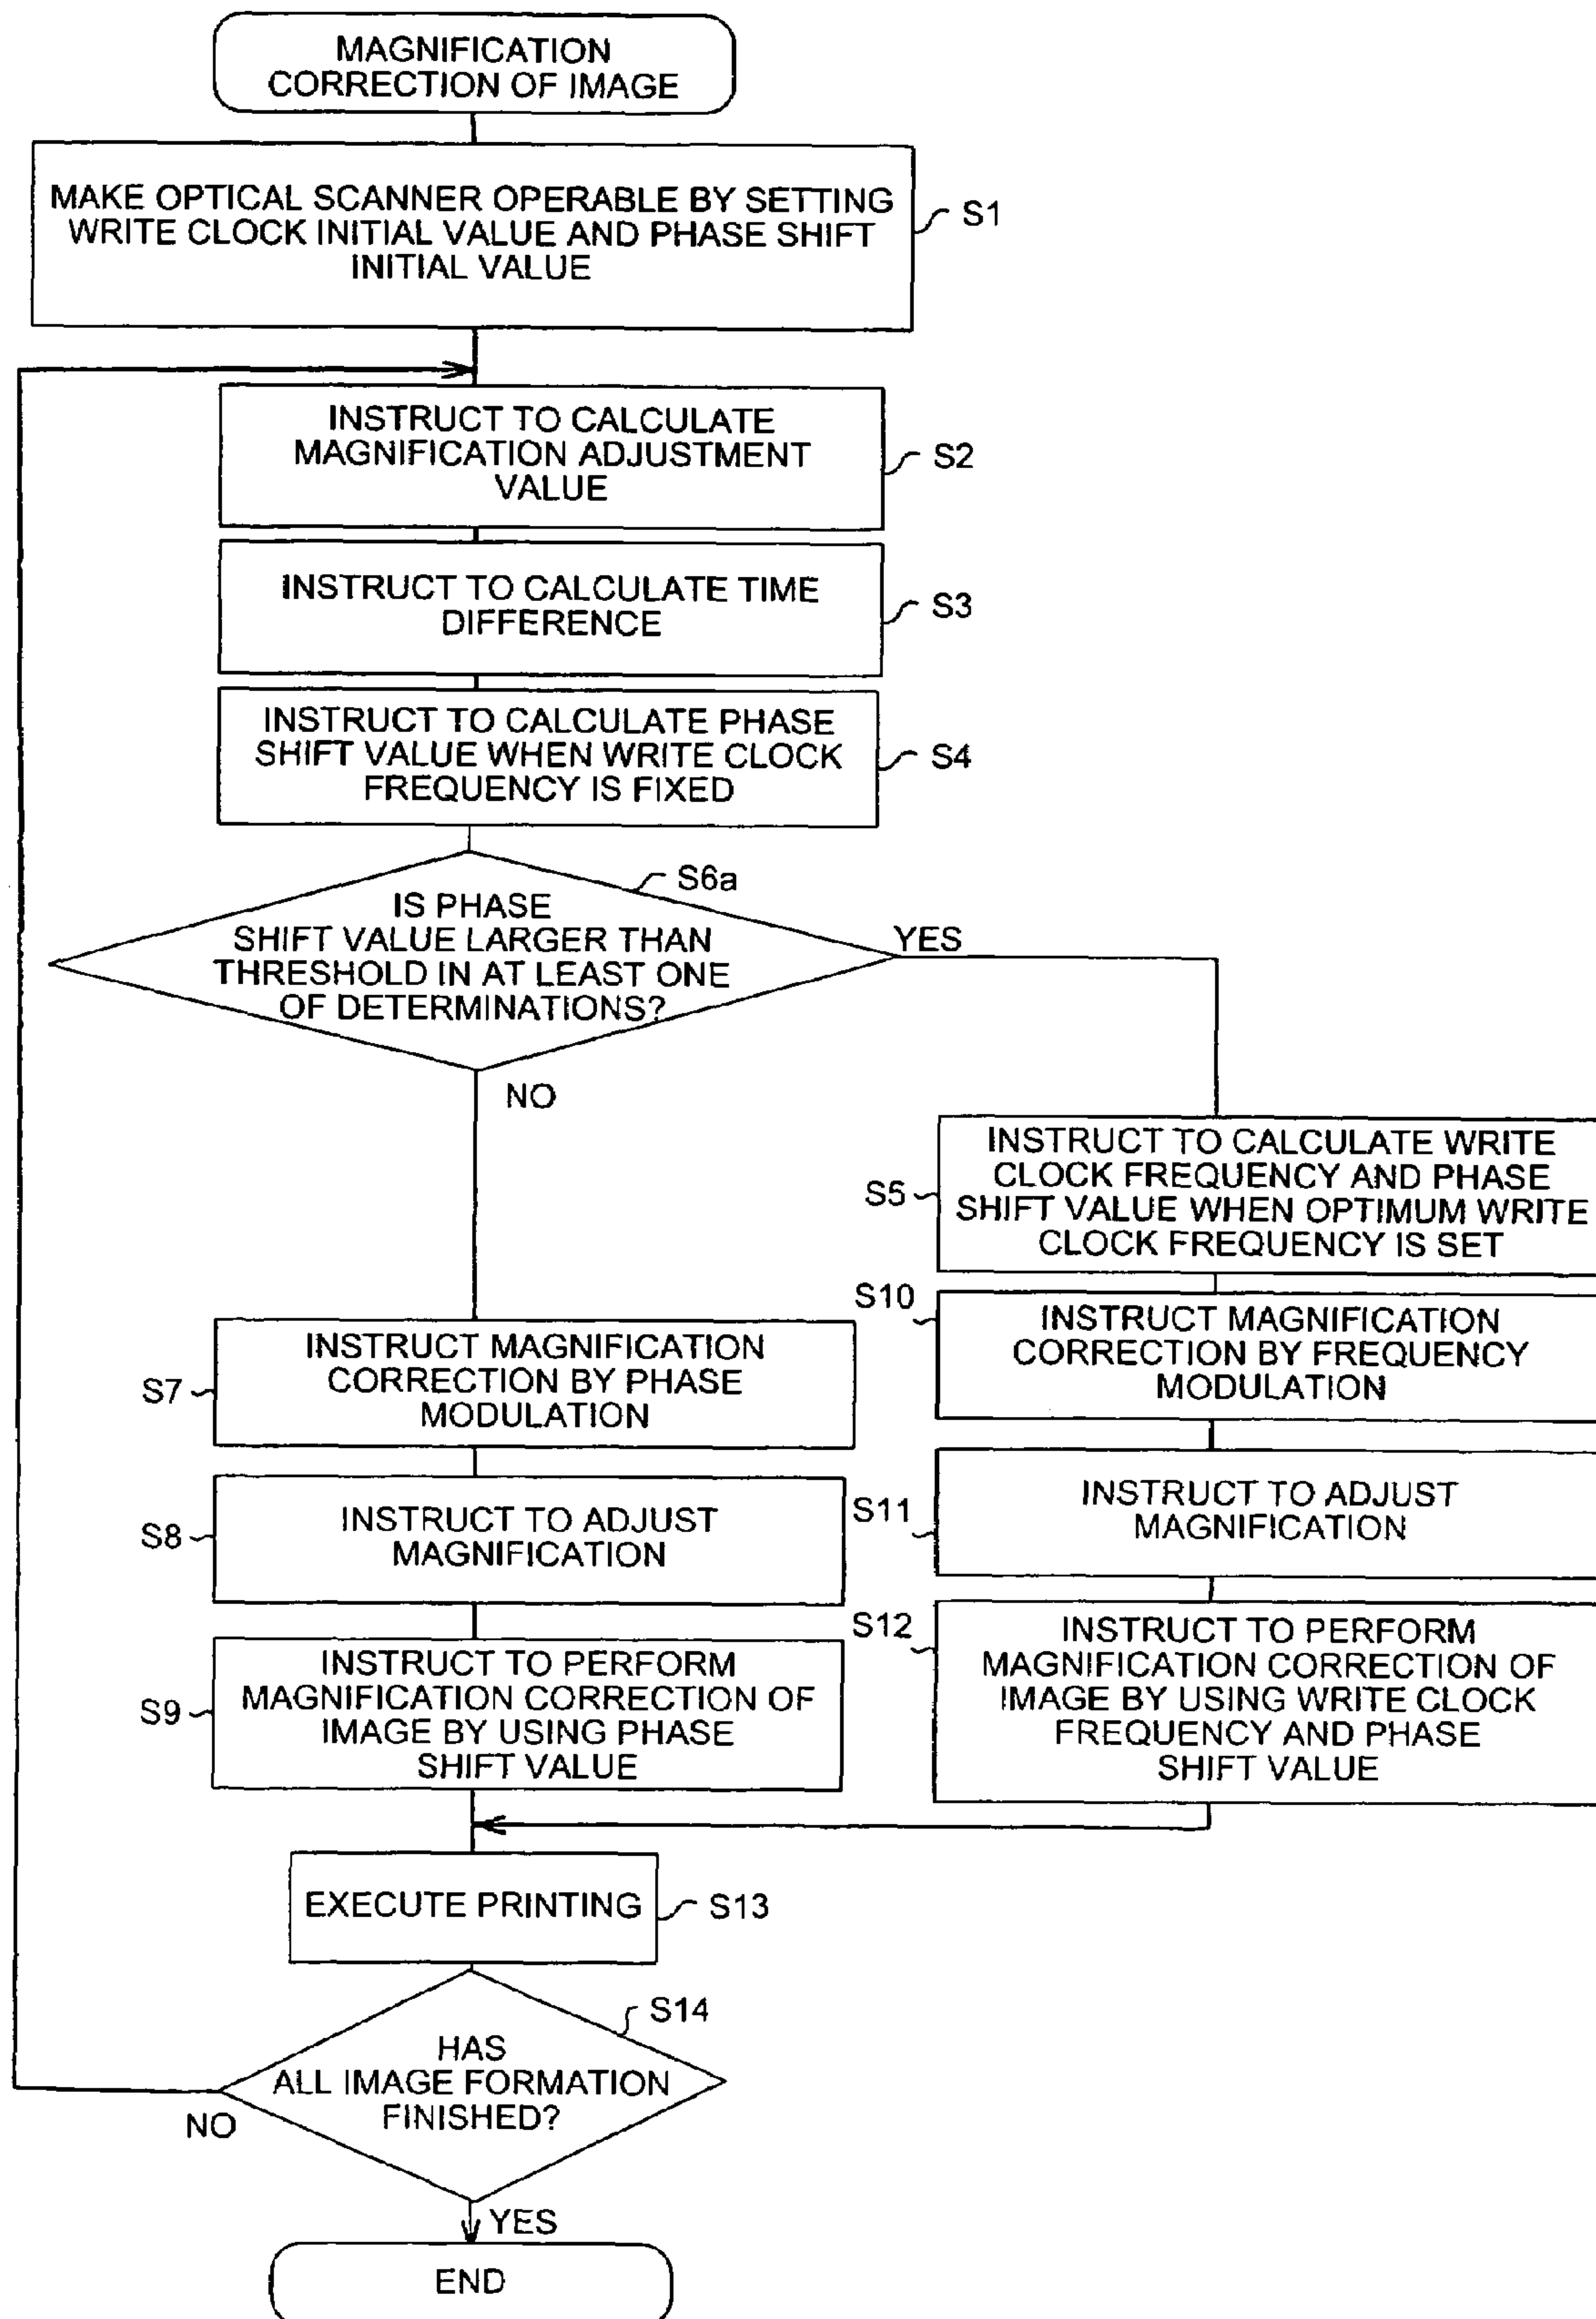 MAGNIFICATION
CORRECTION OF IMAGE
MAKE OPTICAL SCANNER OPERABLE BY SETTING
WRITE CLOCK INITIAL VALUE AND PHASE SHIFT
INITIAL VALUE
S1
INSTRUCT TO CALCULATE
MAGNIFICATION ADJUSTMENT
VALUE
S2
INSTRUCT TO CALCULATE TIME
DIFFERENCE
S3
INSTRUCT TO CALCULATE PHASE
SHIFT VALUE WHEN WRITE CLOCK
FREQUENCY IS FIXED
S4
S6a
IS PHASE
SHIFT VALUE LARGER THAN
THRESHOLD IN AT LEAST ONE
OF DETERMINATIONS?
YES
NO
INSTRUCT TO CALCULATE WRITE
CLOCK FREQUENCY AND PHASE
SHIFT VALUE WHEN OPTIMUM WRITE
CLOCK FREQUENCY IS SET
S5
S10
INSTRUCT MAGNIFICATION
CORRECTION BY FREQUENCY
MODULATION
INSTRUCT MAGNIFICATION
CORRECTION BY PHASE
MODULATION
S7
INSTRUCT TO ADJUST
MAGNIFICATION
S8
S11
INSTRUCT TO ADJUST
MAGNIFICATION
INSTRUCT TO PERFORM
MAGNIFICATION CORRECTION OF
IMAGE BY USING PHASE
SHIFT VALUE
S9
S12
INSTRUCT TO PERFORM
MAGNIFICATION CORRECTION OF
IMAGE BY USING WRITE CLOCK
FREQUENCY AND PHASE
SHIFT VALUE
EXECUTE PRINTING
S13
S14
HAS
ALL IMAGE FORMATION
FINISHED?
NO
YES
END